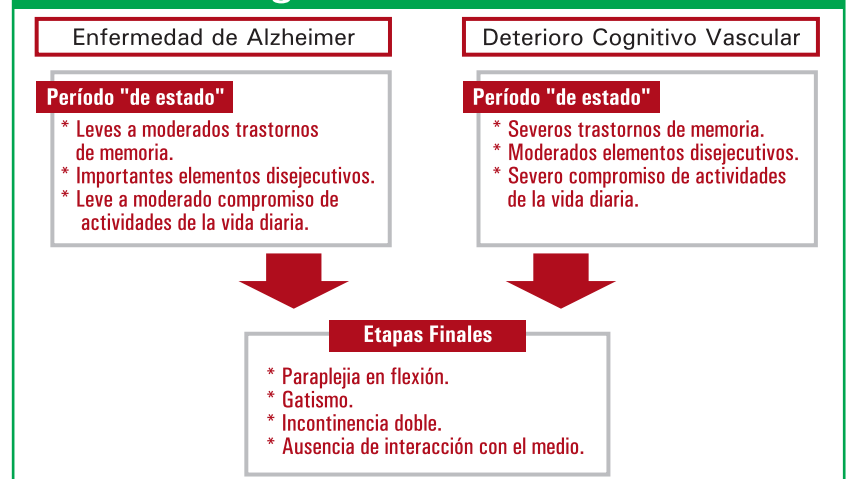 Enfermedad de Alzheimer
Período "de estado"
* Leves a moderados trastornos
de memoria.
* Importantes elementos disejecutivos.
* Leve a moderado compromiso de
actividades de la vida diaria.
Deterioro Cognitivo Vascular
Período "de estado"
* Severos trastornos de memoria.
* Moderados elementos disejecutivos.
* Severo compromiso de actividades
de la vida diaria.
Etapas Finales
* Paraplejia en flexión.
* Gatismo.
* Incontinencia doble.
* Ausencia de interacción con el medio.